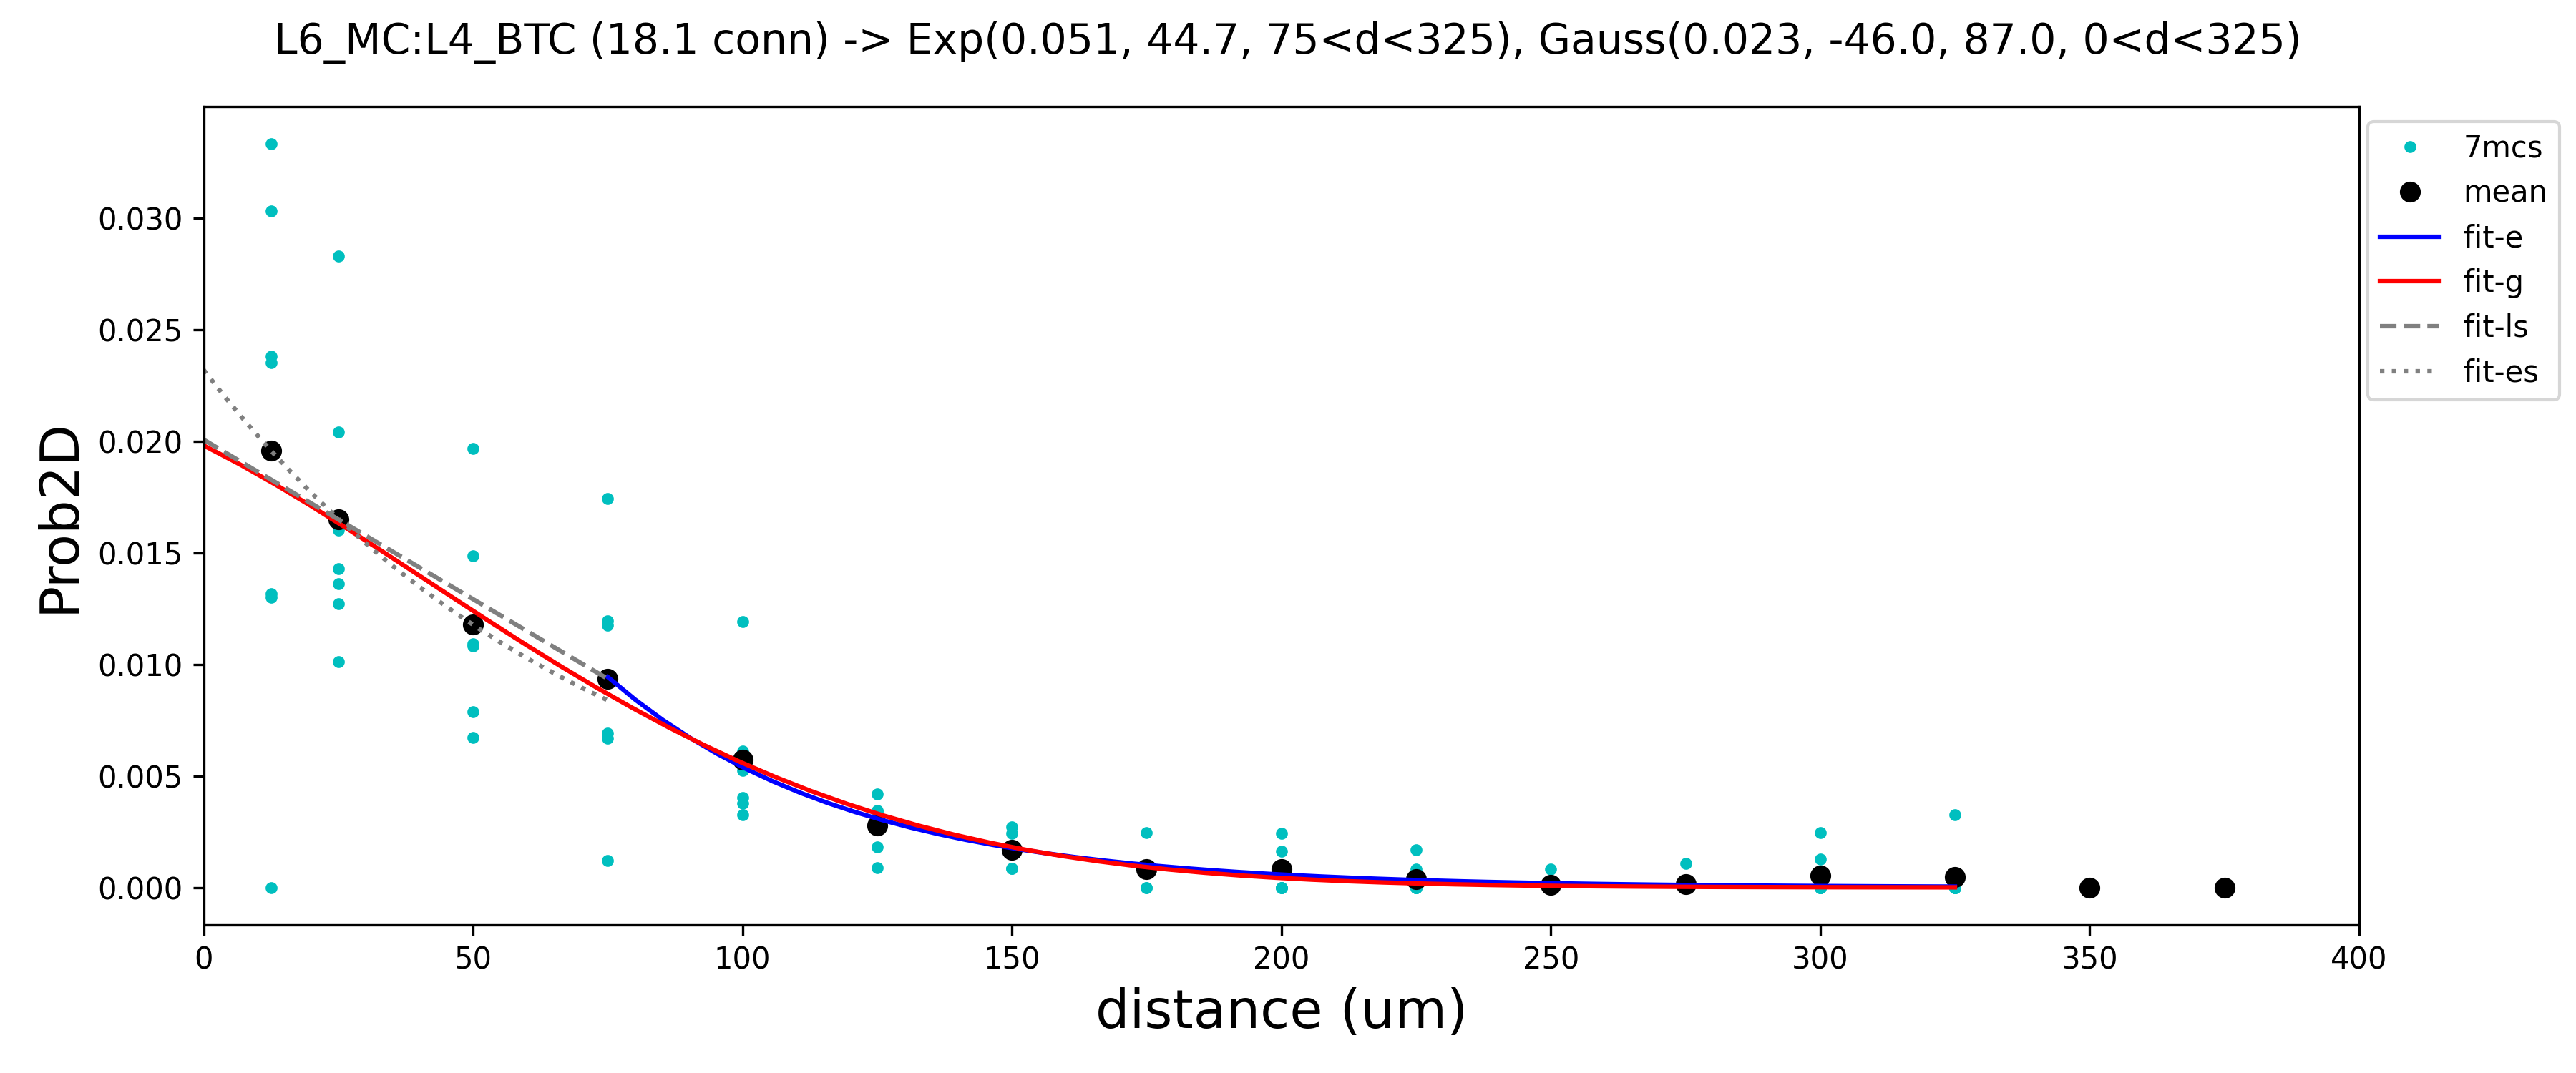 L6_MC:L4_BTC (18.1 conn) -> Exp(0.051, 44.7, 75<d<325), Gauss(0.023, -46.0, 87.0, 0<d<325)
7mcs
mean
fit-e
fit-g
fit-ls
fit-es
Prob2D
0.030
0.025
0.020
0.015
0.010
0.005
0.000
0 50 100 150 200 250 300 350 400
distance (um)